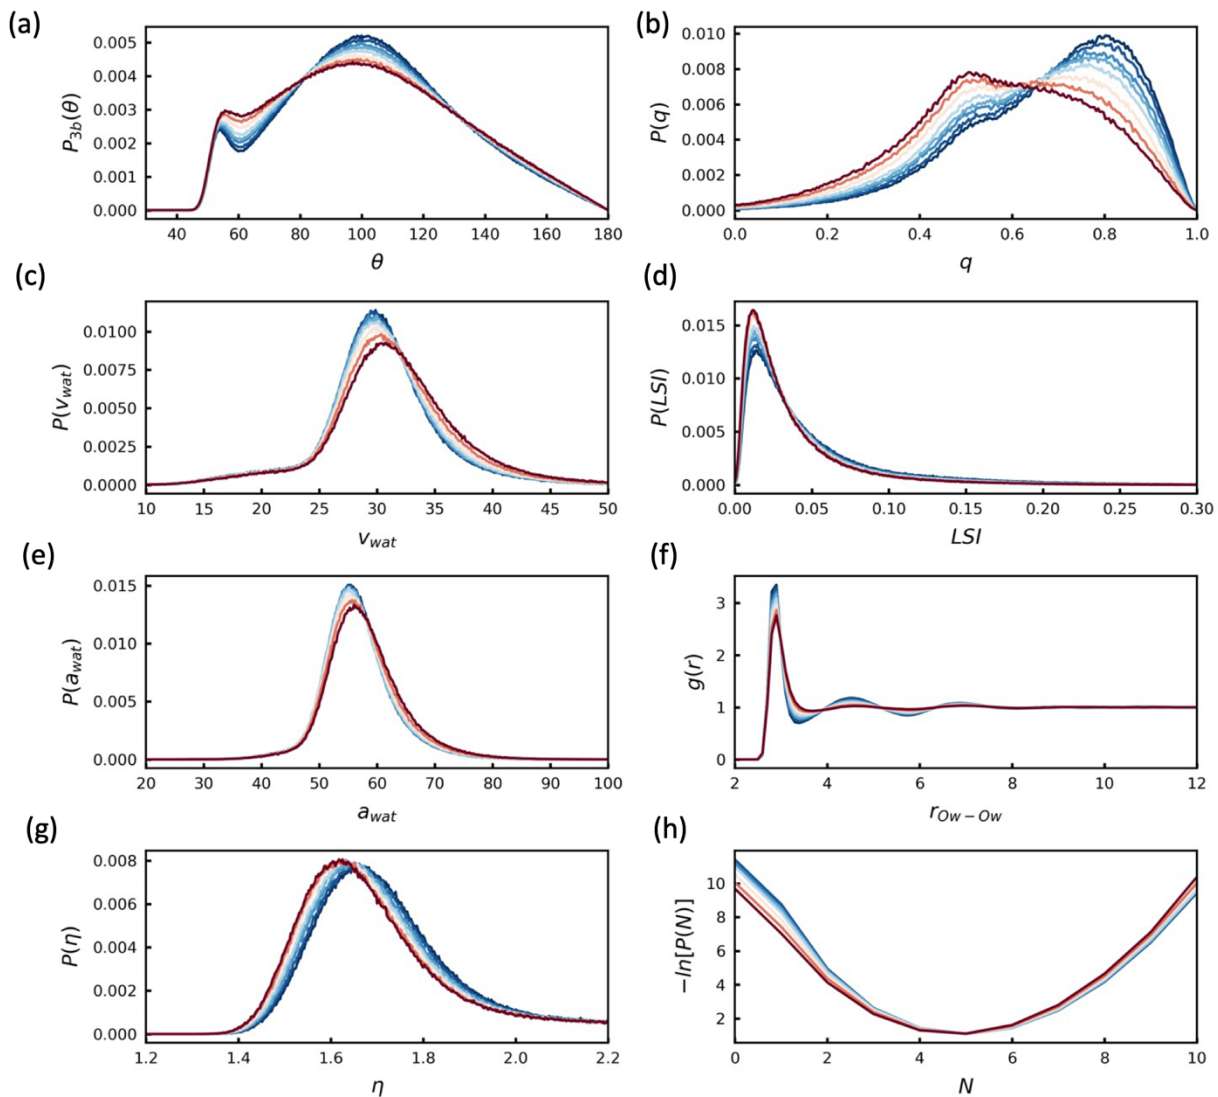 (a)
0.005
0.004
0.003
0.002
0.001
0.000
P3b(θ)
40 60 80 100 120 140 160 180
θ
(b)
0.010
0.008
0.006
0.004
0.002
0.000
P(q)
0.0 0.2 0.4 0.6 0.8 1.0
q
(c)
0.0100
0.0075
0.0050
0.0025
0.0000
P(vwat)
10 15 20 25 30 35 40 45 50
vwat
(d)
0.015
0.010
0.005
0.000
P(LSI)
0.00 0.05 0.10 0.15 0.20 0.25 0.30
LSI
(e)
0.015
0.010
0.005
0.000
P(awat)
20 30 40 50 60 70 80 90 100
awat
(f)
3
2
1
0
g(r)
2 4 6 8 10 12
rOw−Ow
(g)
0.008
0.006
0.004
0.002
0.000
P(η)
1.2 1.4 1.6 1.8 2.0 2.2
η
(h)
10
8
6
4
2
−ln[P(N)]
0 2 4 6 8 10
N